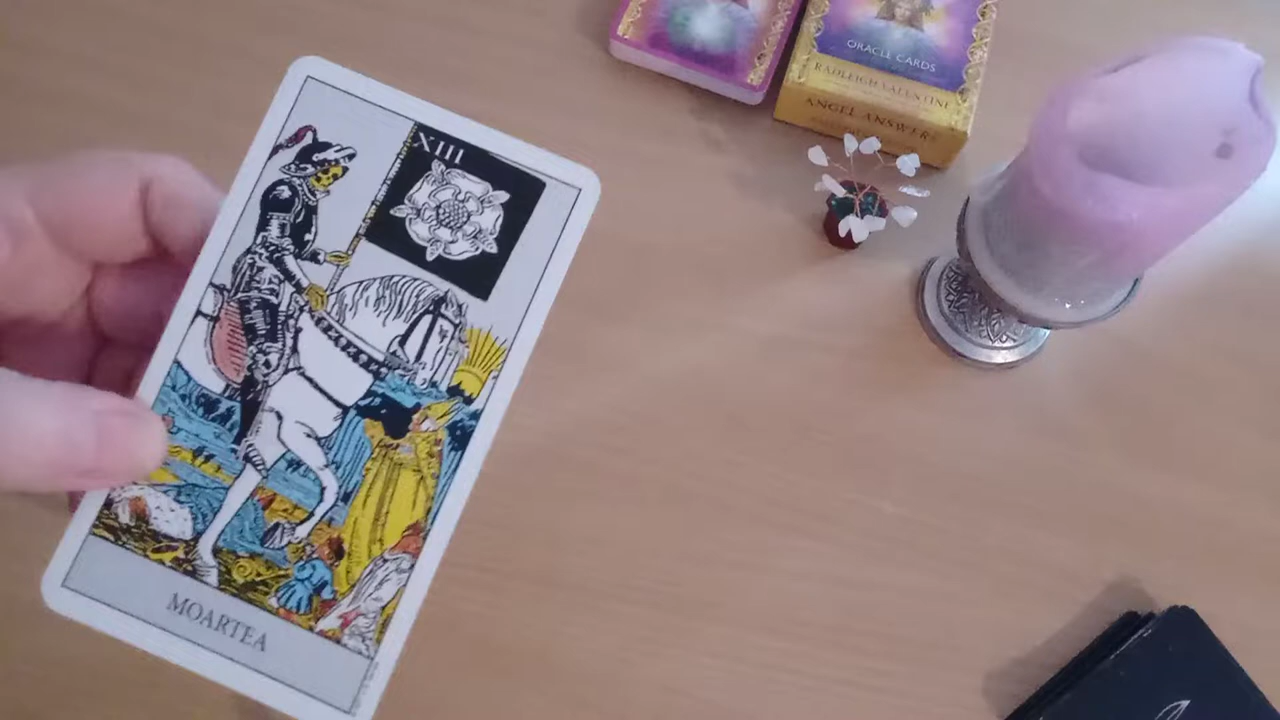 ORACLE CARDS
RADLEIGH VALENTINE
ANGEL ANSWERS
XIII
MOARTEA